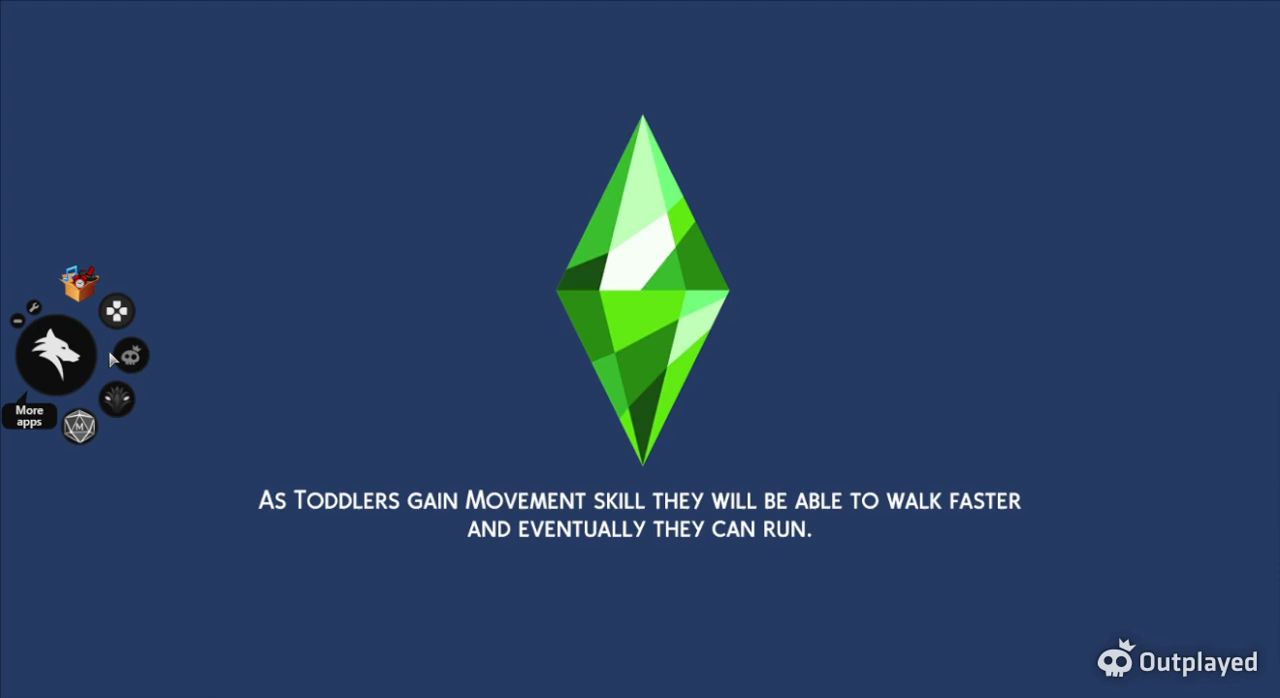 More
apps
M
As Toddlers gain Movement skill they will be able to walk faster
and eventually they can run.
Outplayed